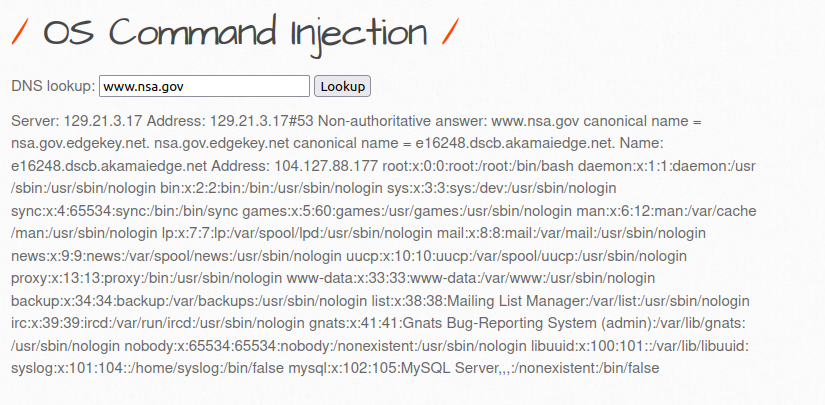 / OS Command Injection /
DNS lookup: www.nsa.gov Lookup
Server: 129.21.3.17 Address: 129.21.3.17#53 Non-authoritative answer: www.nsa.gov canonical name =
nsa.gov.edgekey.net. nsa.gov.edgekey.net canonical name = e16248.dscb.akamaiedge.net. Name:
e16248.dscb.akamaiedge.net Address: 104.127.88.177 root:x:0:0:root:/root:/bin/bash daemon:x:1:1:daemon:/usr
/sbin:/usr/sbin/nologin bin:x:2:2:bin:/bin:/usr/sbin/nologin sys:x:3:3:sys:/dev:/usr/sbin/nologin
sync:x:4:65534:sync:/bin:/bin/sync games:x:5:60:games:/usr/games:/usr/sbin/nologin man:x:6:12:man:/var/cache
/man:/usr/sbin/nologin lp:x:7:7:lp:/var/spool/lpd:/usr/sbin/nologin mail:x:8:8:mail:/var/mail:/usr/sbin/nologin
news:x:9:9:news:/var/spool/news:/usr/sbin/nologin uucp:x:10:10:uucp:/var/spool/uucp:/usr/sbin/nologin
proxy:x:13:13:proxy:/bin:/usr/sbin/nologin www-data:x:33:33:www-data:/var/www:/usr/sbin/nologin
backup:x:34:34:backup:/var/backups:/usr/sbin/nologin list:x:38:38:Mailing List Manager:/var/list:/usr/sbin/nologin
irc:x:39:39:ircd:/var/run/ircd:/usr/sbin/nologin gnats:x:41:41:Gnats Bug-Reporting System (admin):/var/lib/gnats:
/usr/sbin/nologin nobody:x:65534:65534:nobody:/nonexistent:/usr/sbin/nologin libuuid:x:100:101::/var/lib/libuuid:
syslog:x:101:104::/home/syslog:/bin/false mysql:x:102:105:MySQL Server,,,:/nonexistent:/bin/false